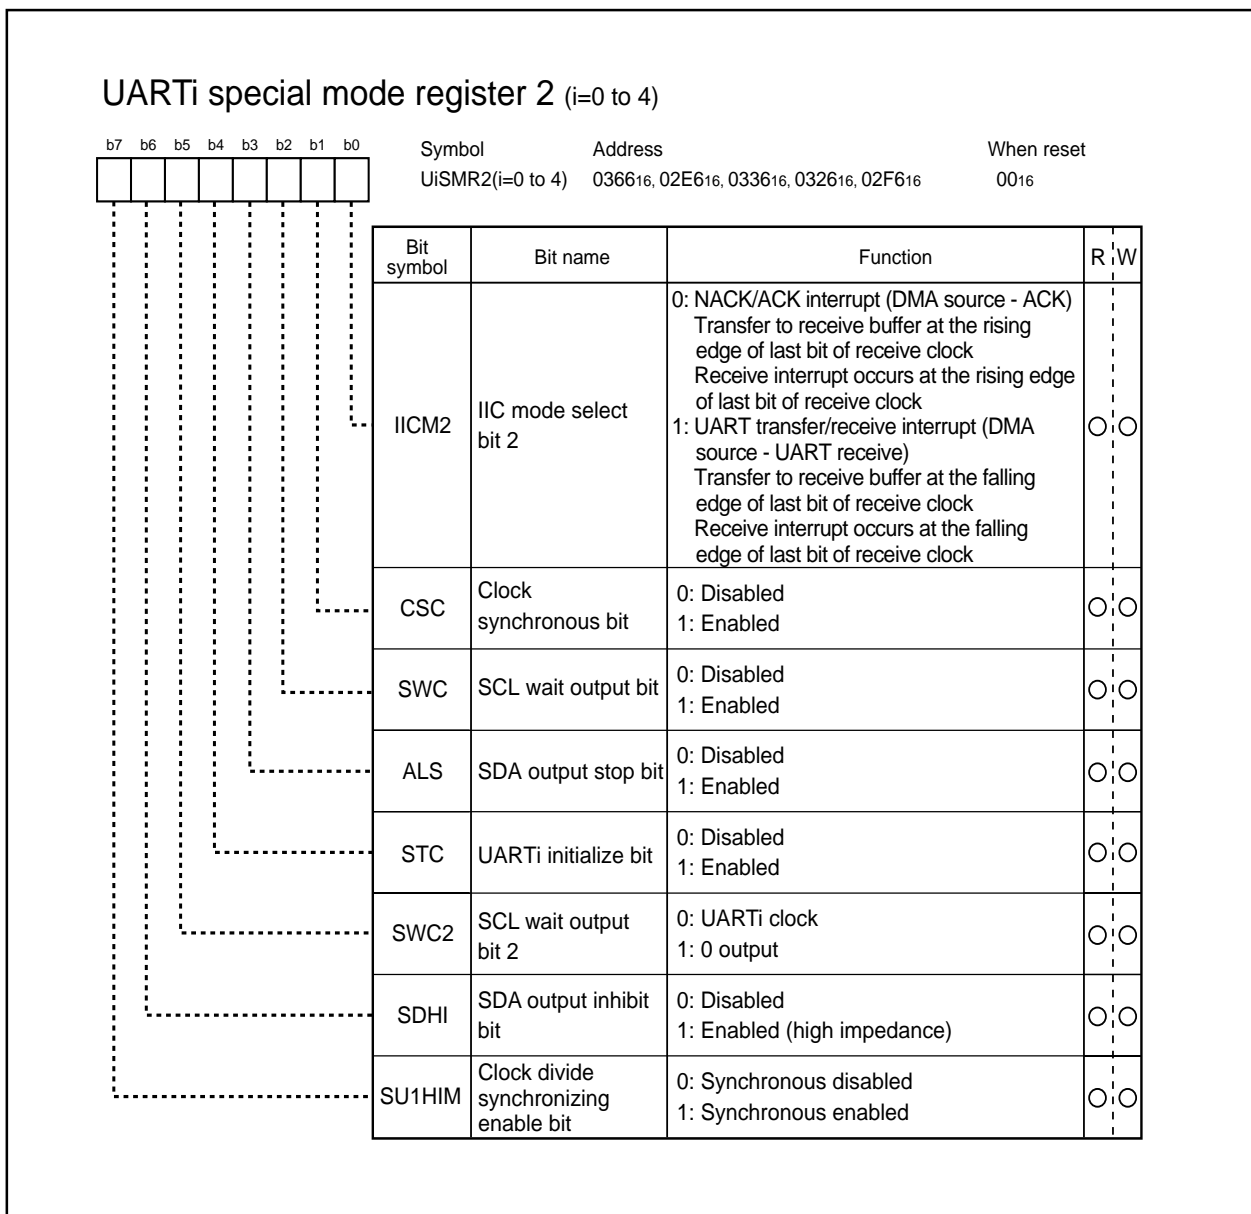 UARTi special mode register 2 (i=0 to 4)
b7 b6 b5 b4 b3 b2 b1 b0
Symbol Address When reset
UiSMR2(i=0 to 4) 036616, 02E616, 033616, 032616, 02F616 0016
Bit symbol Bit name Function R W
IICM2
IIC mode select
bit 2
0: NACK/ACK interrupt (DMA source - ACK)
Transfer to receive buffer at the rising
edge of last bit of receive clock
Receive interrupt occurs at the rising edge
of last bit of receive clock
1: UART transfer/receive interrupt (DMA
source - UART receive)
Transfer to receive buffer at the falling
edge of last bit of receive clock
Receive interrupt occurs at the falling
edge of last bit of receive clock
CSC
Clock
synchronous bit
0: Disabled
1: Enabled
SWC
SCL wait output bit
0: Disabled
1: Enabled
ALS
SDA output stop bit
0: Disabled
1: Enabled
STC
UARTi initialize bit
0: Disabled
1: Enabled
SWC2
SCL wait output
bit 2
0: UARTi clock
1: 0 output
SDHI
SDA output inhibit
bit
0: Disabled
1: Enabled (high impedance)
SU1HIM
Clock divide
synchronizing
enable bit
0: Synchronous disabled
1: Synchronous enabled